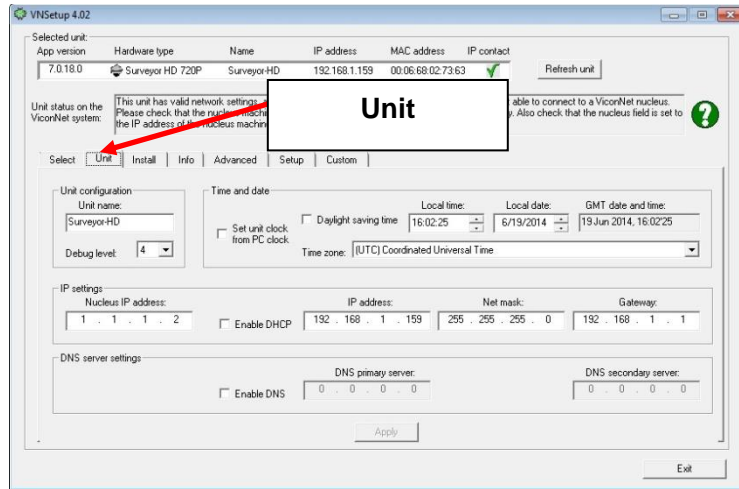 VNSetup 4.02
Selected unit:
App version Hardware type Name IP address MAC address IP contact
7.0.18.0 Surveyor HD 720P Surveyor-HD 192.168.1.159 00:06:68:02:73:63 Refresh unit
Unit
Unit status on the ViconNet system:
This unit has valid network settings, able to connect to a ViconNet nucleus.
Please check that the nucleus Also check that the nucleus field is set to
the IP address of the nucleus machine
Select Unit Install Info Advanced Setup Custom
Unit configuration Time and date
Unit name: Local time: Local date: GMT date and time:
Surveyor-HD Set unit clock from PC clock Daylight saving time 16:02:25 6/19/2014 19 Jun 2014, 16:02'25
Debug level: 4 Time zone: (UTC) Coordinated Universal Time
IP settings
Nucleus IP address: IP address: Net mask: Gateway:
1 . 1 . 1 . 2 Enable DHCP 192 . 168 . 1 . 159 255 . 255 . 255 . 0 192 . 168 . 1 . 1
DNS server settings
DNS primary server: DNS secondary server:
Enable DNS 0 . 0 . 0 . 0 0 . 0 . 0 . 0
Apply
Exit